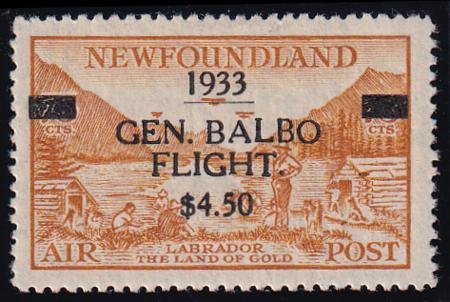 NEWFOUNDLAND
1933
CTS. CTS.
GEN. BALBO
FLIGHT.
$4.50
AIR LABRADOR POST
THE LAND OF GOLD